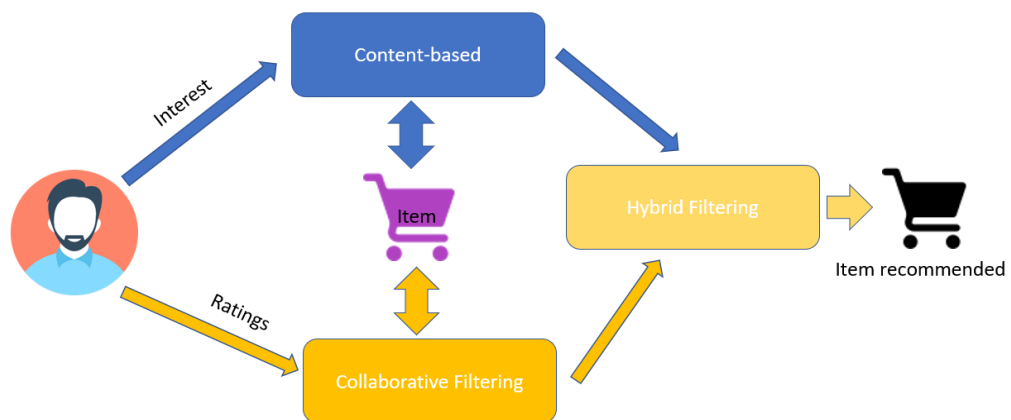 Content-based
Interest
Item
Hybrid Filtering
Item recommended
Ratings
Collaborative Filtering